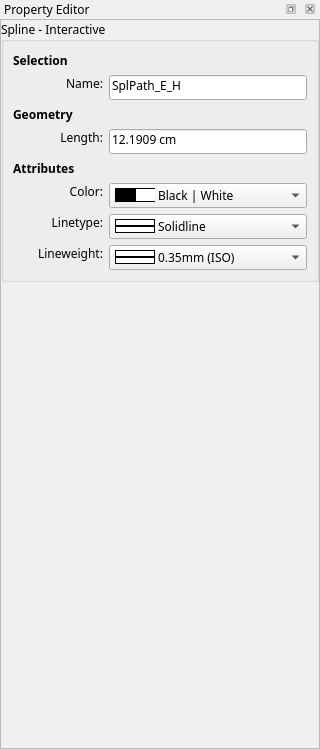 Property Editor
Spline - Interactive
Selection
Name: SplPath_E_H
Geometry
Length: 12.1909 cm
Attributes
Color: Black | White
Linetype: Solidline
Lineweight: 0.35mm (ISO)